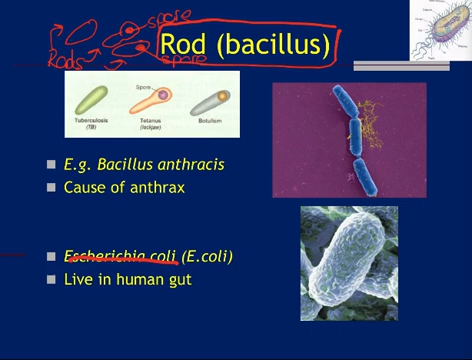 spore
Rods
spore
Rod (bacillus)
Spore
Tuberculosis
(TB)
Tetanus
(lockjaw)
Botulism
E.g. Bacillus anthracis
Cause of anthrax
Escherichia coli (E.coli)
Live in human gut